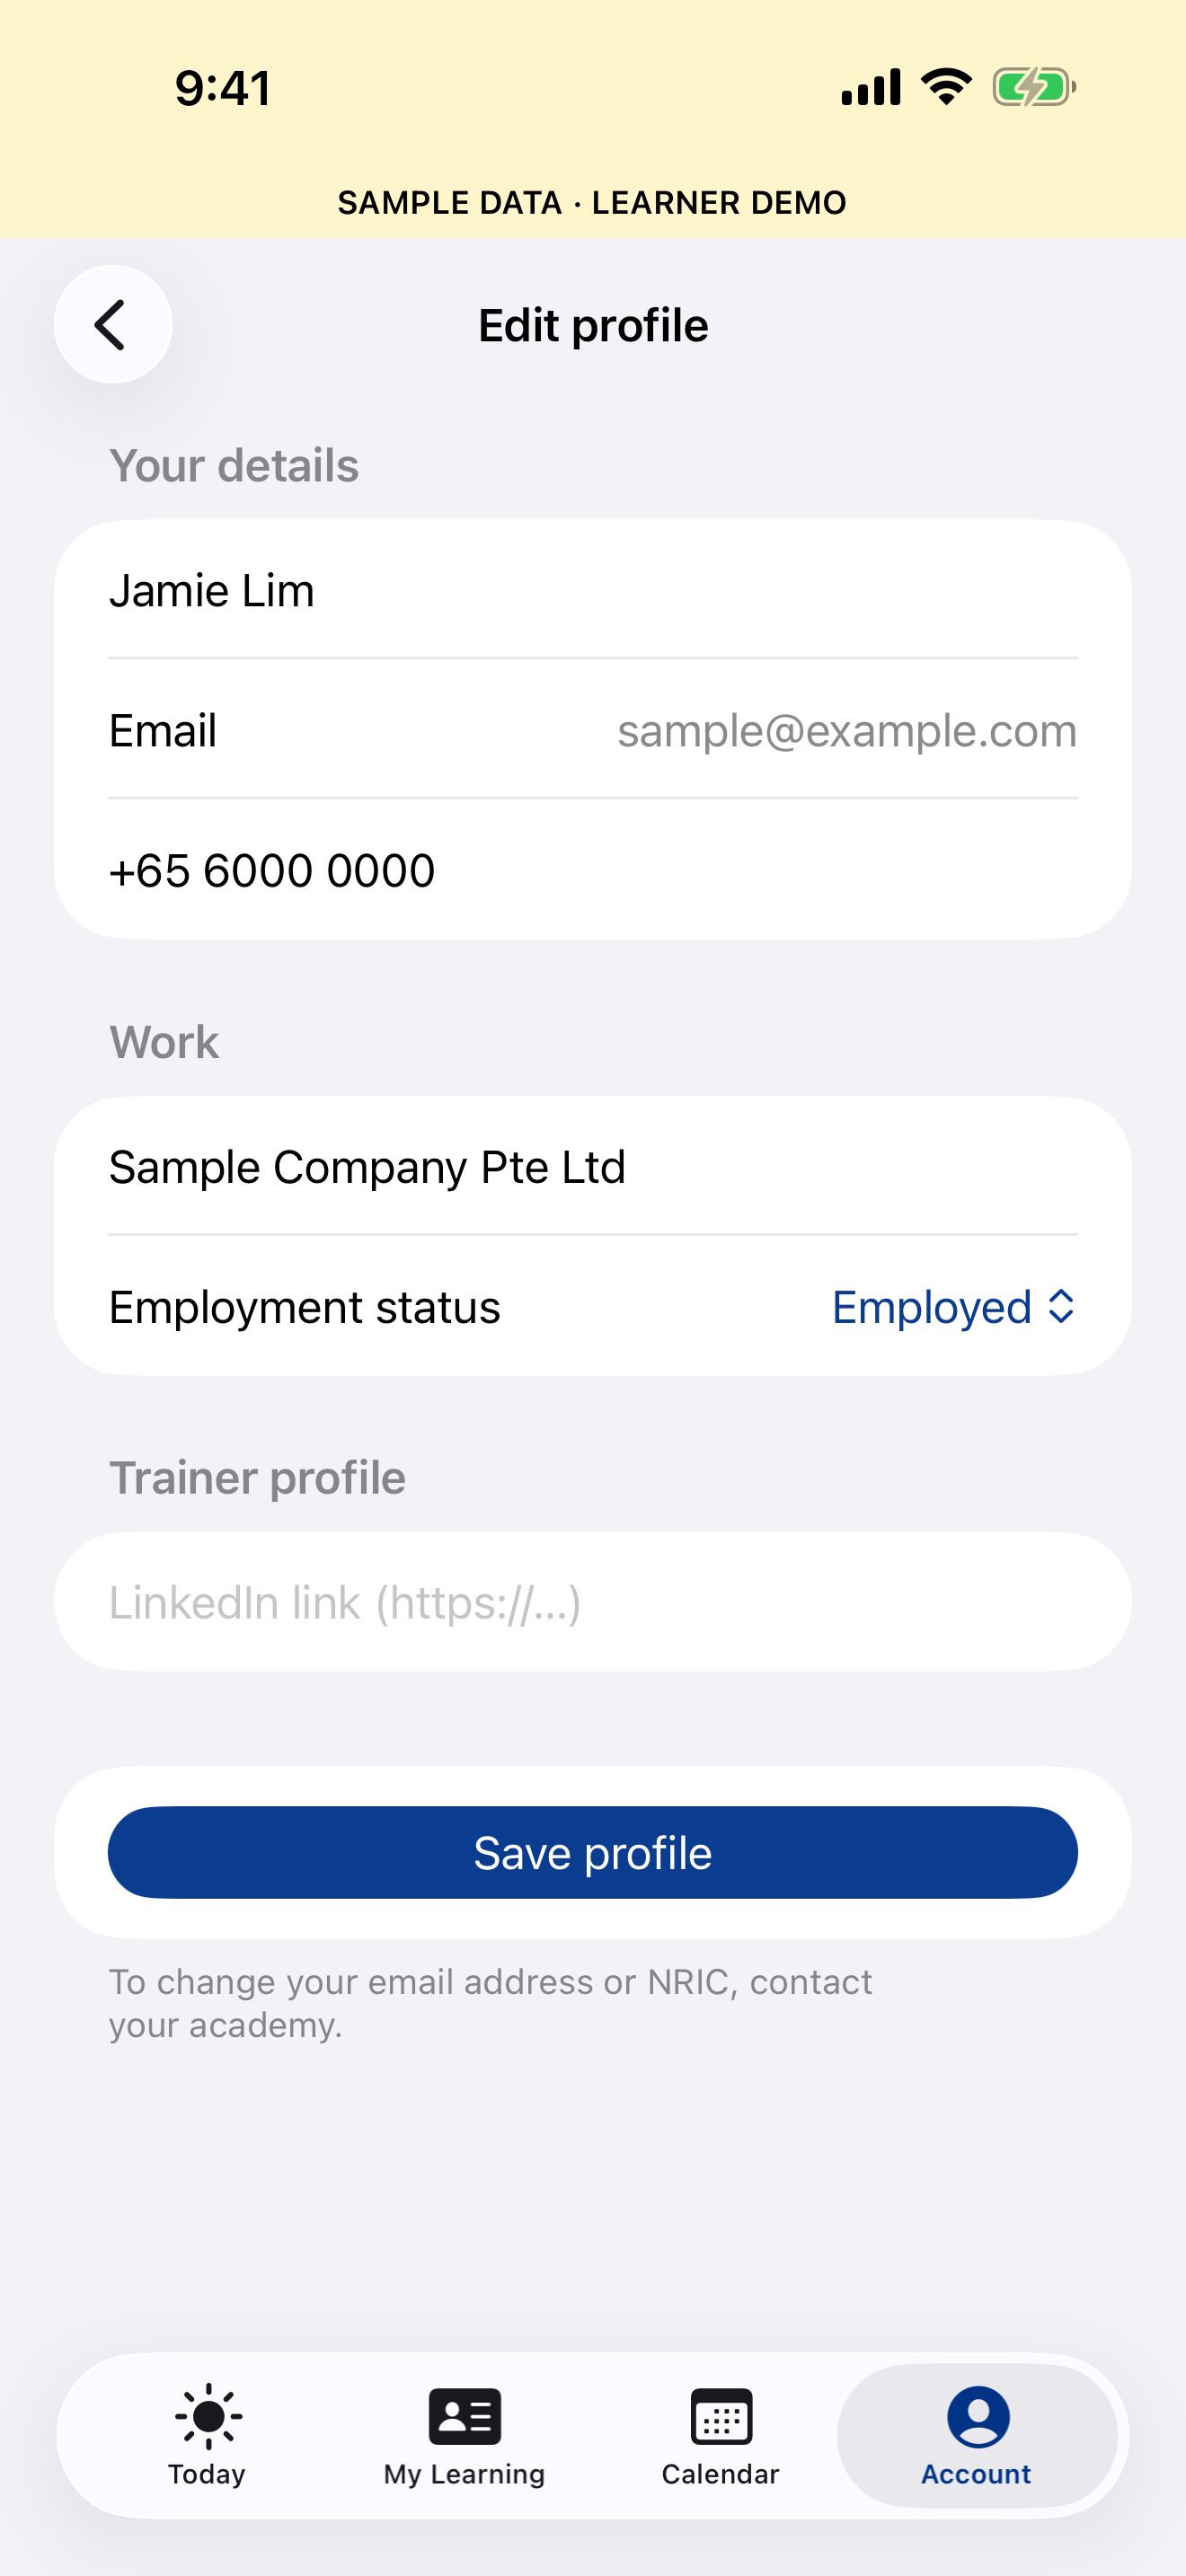 9:41
SAMPLE DATA · LEARNER DEMO
Edit profile
Your details
Jamie Lim
Email sample@example.com
+65 6000 0000
Work
Sample Company Pte Ltd
Employment status Employed
Trainer profile
LinkedIn link (https://...)
Save profile
To change your email address or NRIC, contact
your academy.
Today My Learning Calendar Account